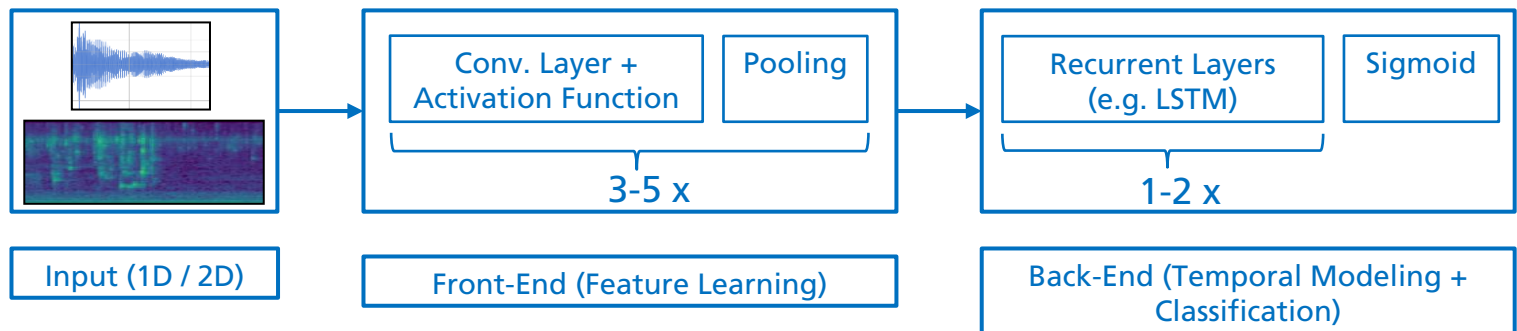 Conv. Layer +
Activation Function
Pooling
3-5 x
Recurrent Layers
(e.g. LSTM)
Sigmoid
1-2 x
Input (1D / 2D)
Front-End (Feature Learning)
Back-End (Temporal Modeling +
Classification)